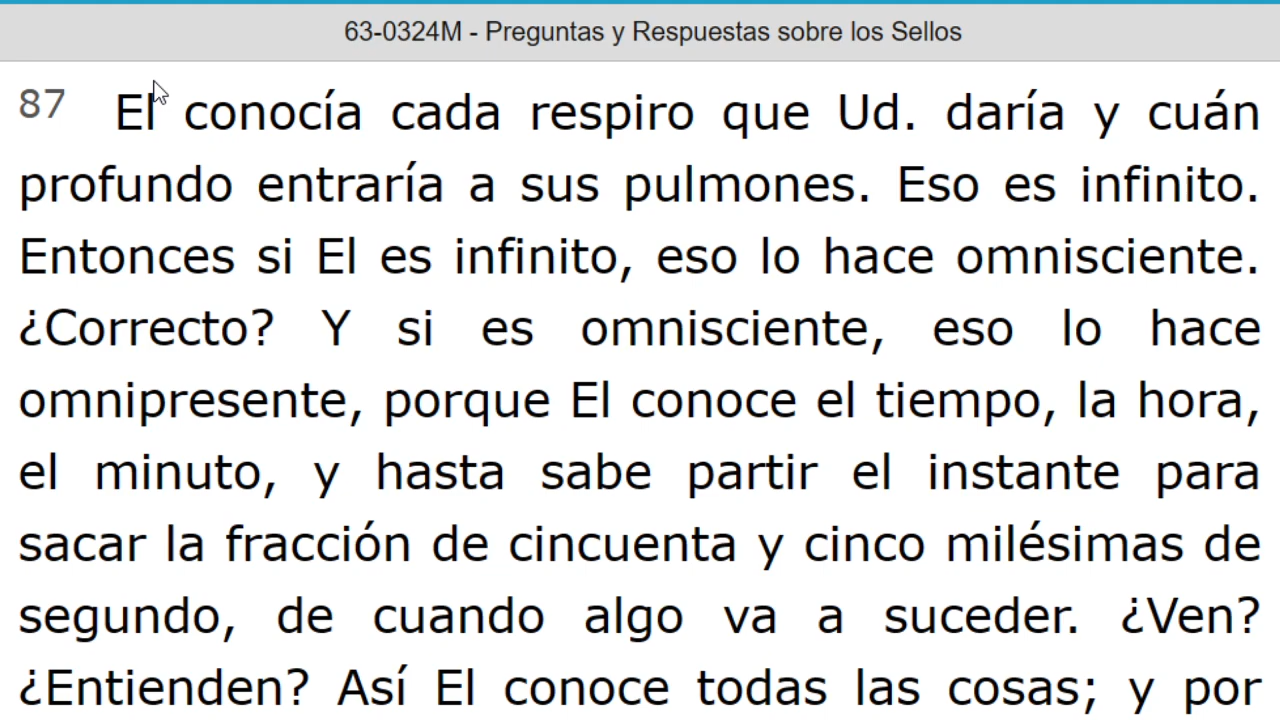 63-0324M - Preguntas y Respuestas sobre los Sellos
87 El conocía cada respiro que Ud. daría y cuán
profundo entraría a sus pulmones. Eso es infinito.
Entonces si El es infinito, eso lo hace omnisciente.
¿Correcto? Y si es omnisciente, eso lo hace
omnipresente, porque El conoce el tiempo, la hora,
el minuto, y hasta sabe partir el instante para
sacar la fracción de cincuenta y cinco milésimas de
segundo, de cuando algo va a suceder. ¿Ven?
¿Entienden? Así El conoce todas las cosas; y por